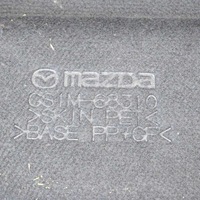 mazda
GS1M-68310
>SKIN PET<
>BASE PP+GF<